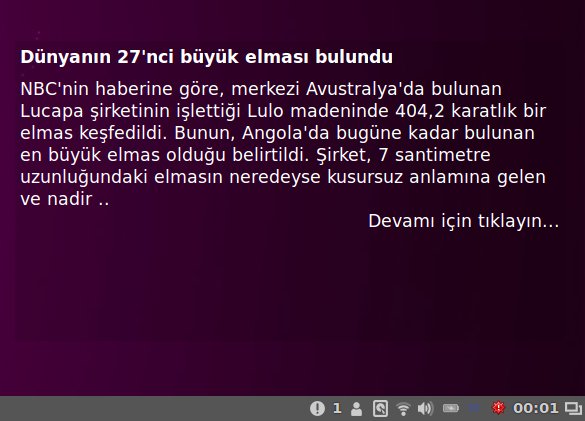 Dünyanın 27'nci büyük elması bulundu
NBC'nin haberine göre, merkezi Avustralya'da bulunan
Lucapa şirketinin işlettiği Lulo madeninde 404,2 karatlık bir
elmas keşfedildi. Bunun, Angola'da bugüne kadar bulunan
en büyük elmas olduğu belirtildi. Şirket, 7 santimetre
uzunluğundaki elmasın neredeyse kusursuz anlamına gelen
ve nadir ..
Devamı için tıklayın...
1 00:01